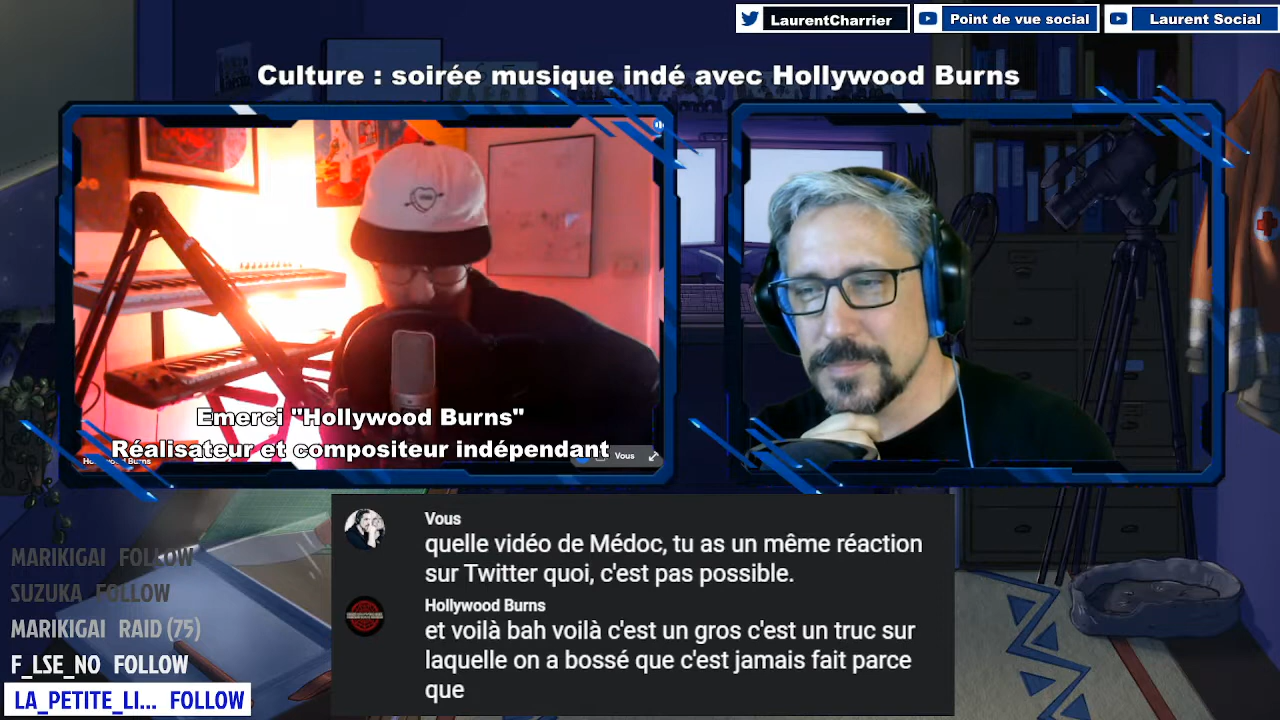 LaurentCharrier
Point de vue social
Laurent Social
Culture : soirée musique indé avec Hollywood Burns
Emerci "Hollywood Burns"
Réalisateur et compositeur indépendant
Hollywood Burns
Vous
Vous
quelle vidéo de Médoc, tu as un même réaction
sur Twitter quoi, c'est pas possible.
Hollywood Burns
et voilà bah voilà c'est un gros c'est un truc sur
laquelle on a bossé que c'est jamais fait parce
que
MARIKIGAI FOLLOW
SUZUKA FOLLOW
MARIKIGAI RAID (75)
F_LSE_NO FOLLOW
LA_PETITE_LI... FOLLOW